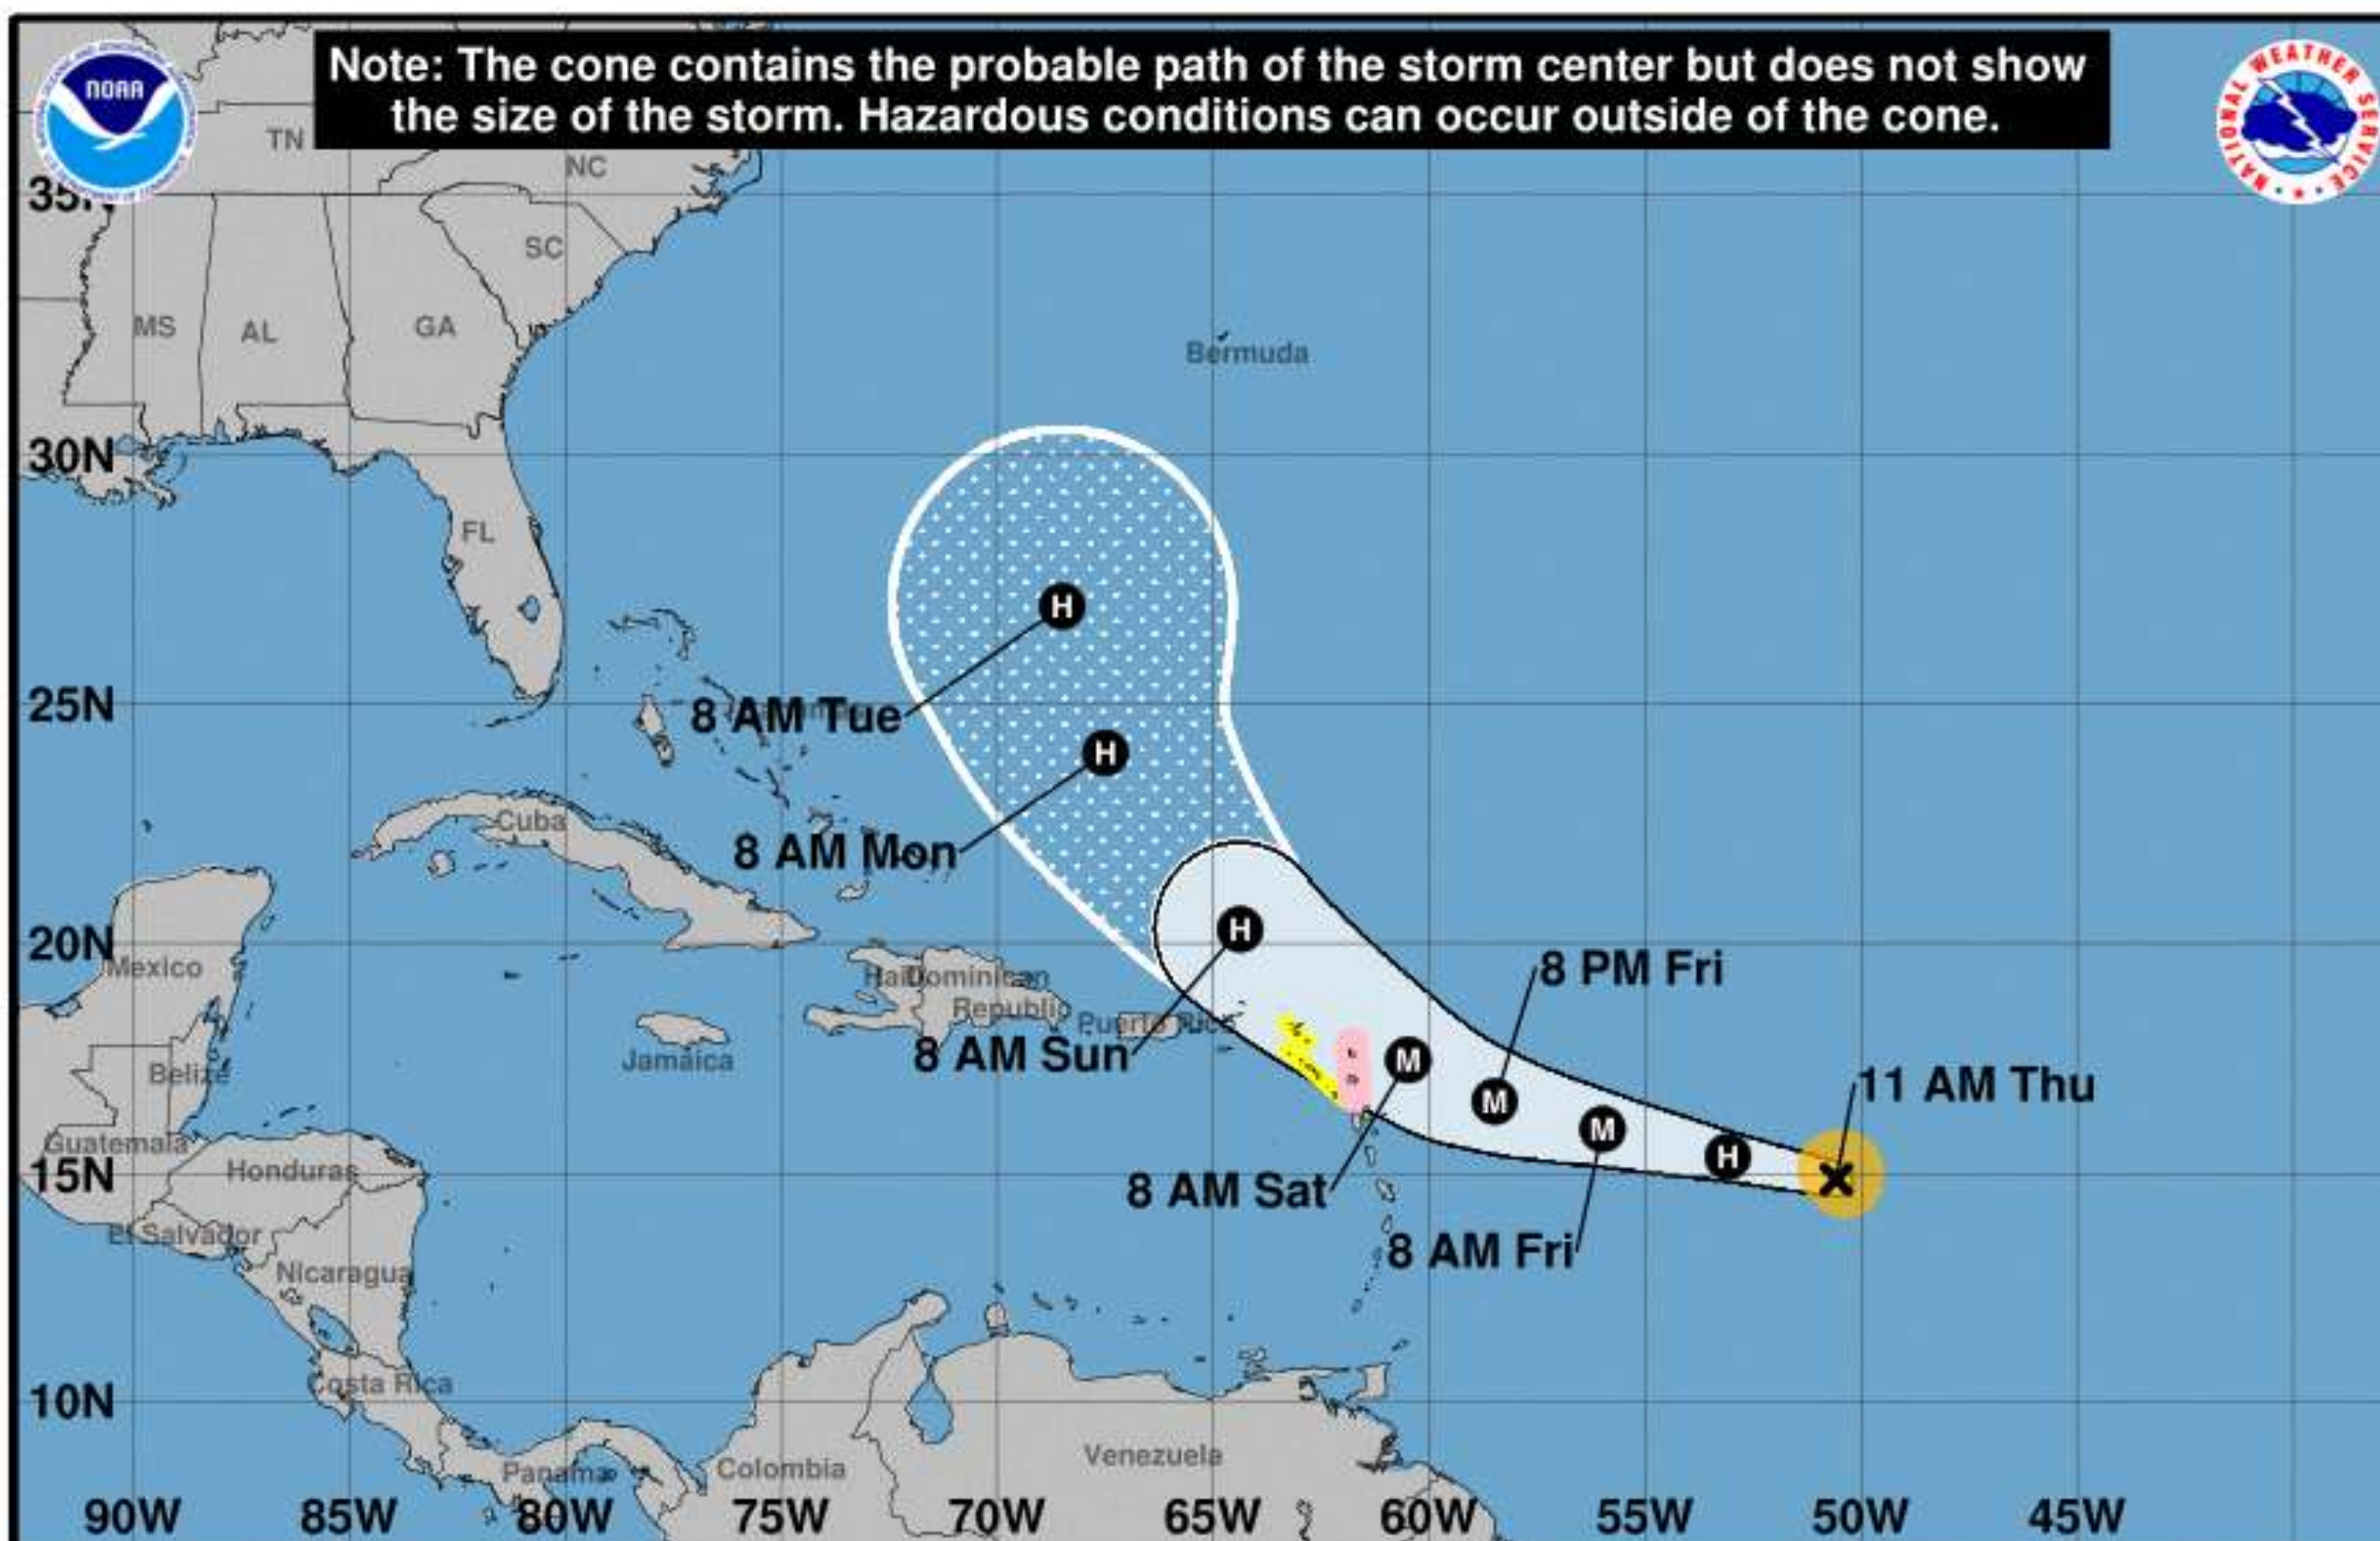 Note: The cone contains the probable path of the storm center but does not show
the size of the storm. Hazardous conditions can occur outside of the cone.
NOAA
NATIONAL WEATHER SERVICE
TN
NC
35N
SC
MS
AL
GA
Bermuda
30N
FL
H
25N
8 AM Tue
H
Cuba
8 AM Mon
H
20N
Mexico
8 PM Fri
Haiti
Dominican
Republic
Puerto Rico
8 AM Sun
Jamaica
M
Belize
M
11 AM Thu
M
H
Guatemala
Honduras
15N
8 AM Sat
El Salvador
8 AM Fri
Nicaragua
Costa Rica
10N
Venezuela
Panama
Colombia
90W 85W 80W 75W 70W 65W 60W 55W 50W 45W